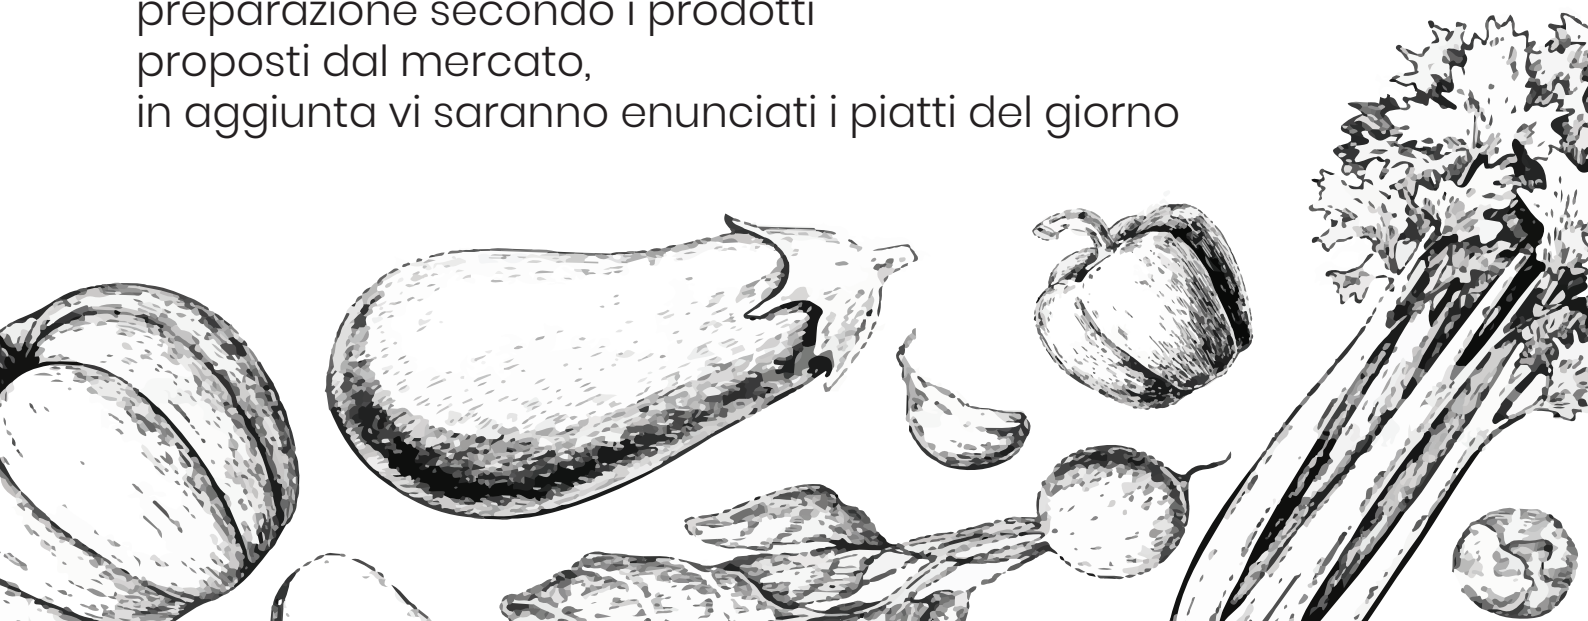 preparazione secondo i prodotti
proposti dal mercato,
in aggiunta vi saranno enunciati i piatti del giorno